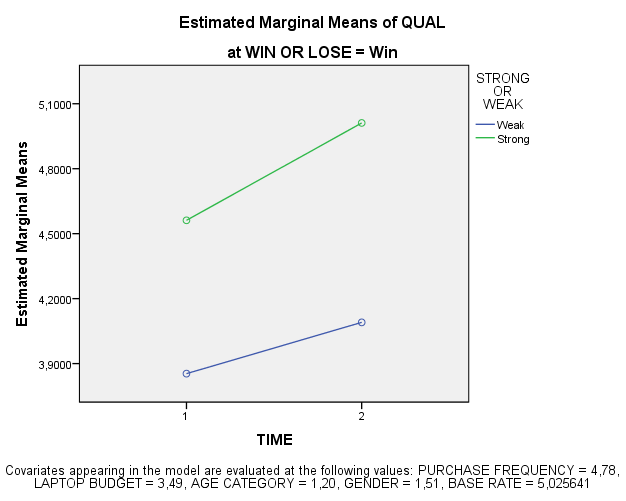 Estimated Marginal Means of QUAL
at WIN OR LOSE = Win
STRONG
OR
WEAK
Weak
Strong
Estimated Marginal Means
5,1000
4,8000
4,5000
4,2000
3,9000
1
2
TIME
Covariates appearing in the model are evaluated at the following values: PURCHASE FREQUENCY = 4,78,
LAPTOP BUDGET = 3,49, AGE CATEGORY = 1,20, GENDER = 1,51, BASE RATE = 5,025641